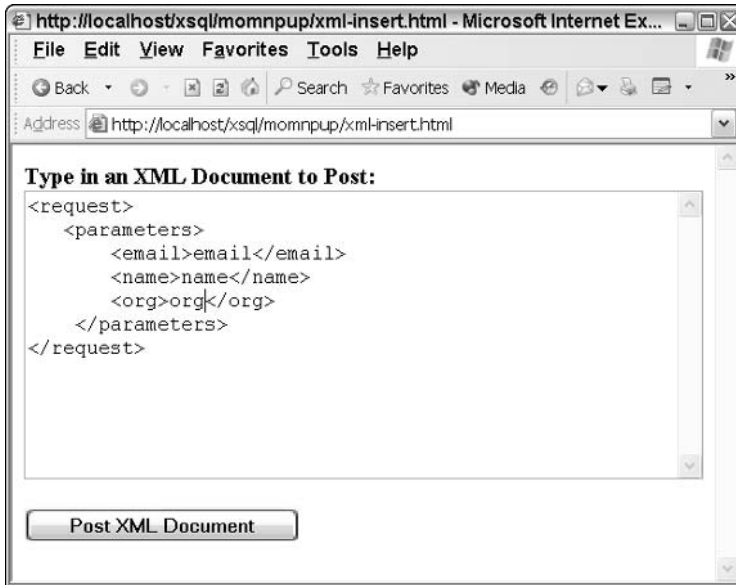 http://localhost/xsql/momnpup/xml-insert.html - Microsoft Internet Ex...
File Edit View Favorites Tools Help
Back Search Favorites Media »
Address http://localhost/xsql/momnpup/xml-insert.html
Type in an XML Document to Post:
<request>
   <parameters>
       <email>email</email>
       <name>name</name>
       <org>org</org>
    </parameters>
</request>
Post XML Document